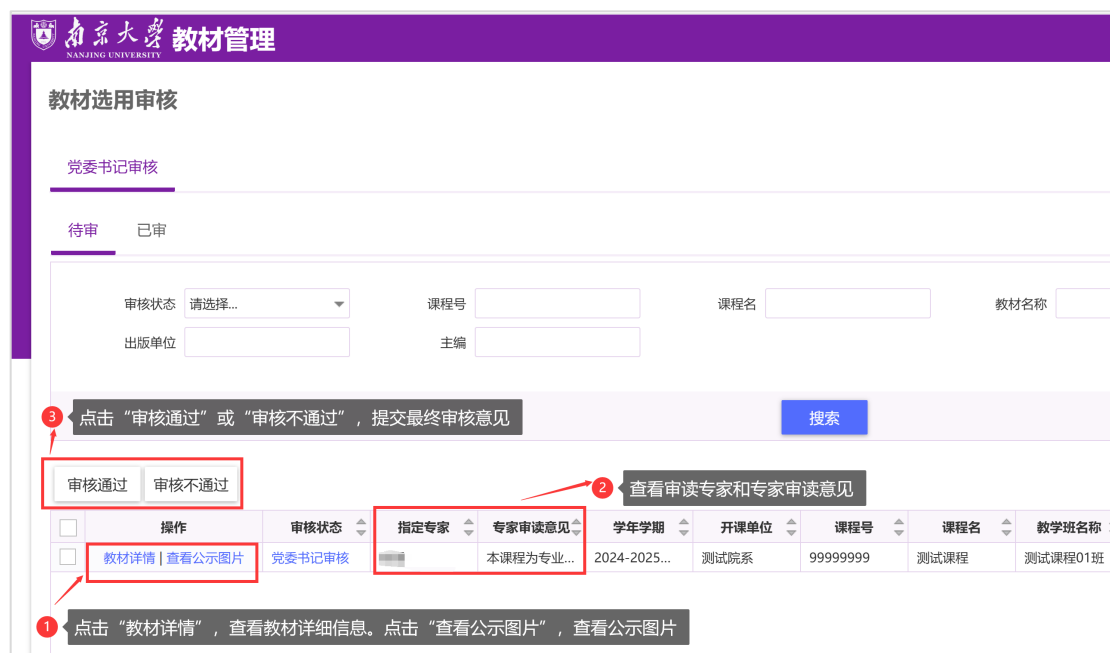 南京大学 教材管理
NANJING UNIVERSITY
教材选用审核
党委书记审核
待审 已审
审核状态 请选择... 课程号 课程名 教材名称
出版单位 主编
3 点击“审核通过”或“审核不通过”，提交最终审核意见
搜索
审核通过 审核不通过
2 查看审读专家和专家审读意见
操作 审核状态 指定专家 专家审读意见 学年学期 开课单位 课程号 课程名 教学班名称
教材详情 | 查看公示图片 党委书记审核 本课程为专业... 2024-2025... 测试院系 99999999 测试课程 测试课程01班
1 点击“教材详情”，查看教材详细信息。点击“查看公示图片”，查看公示图片